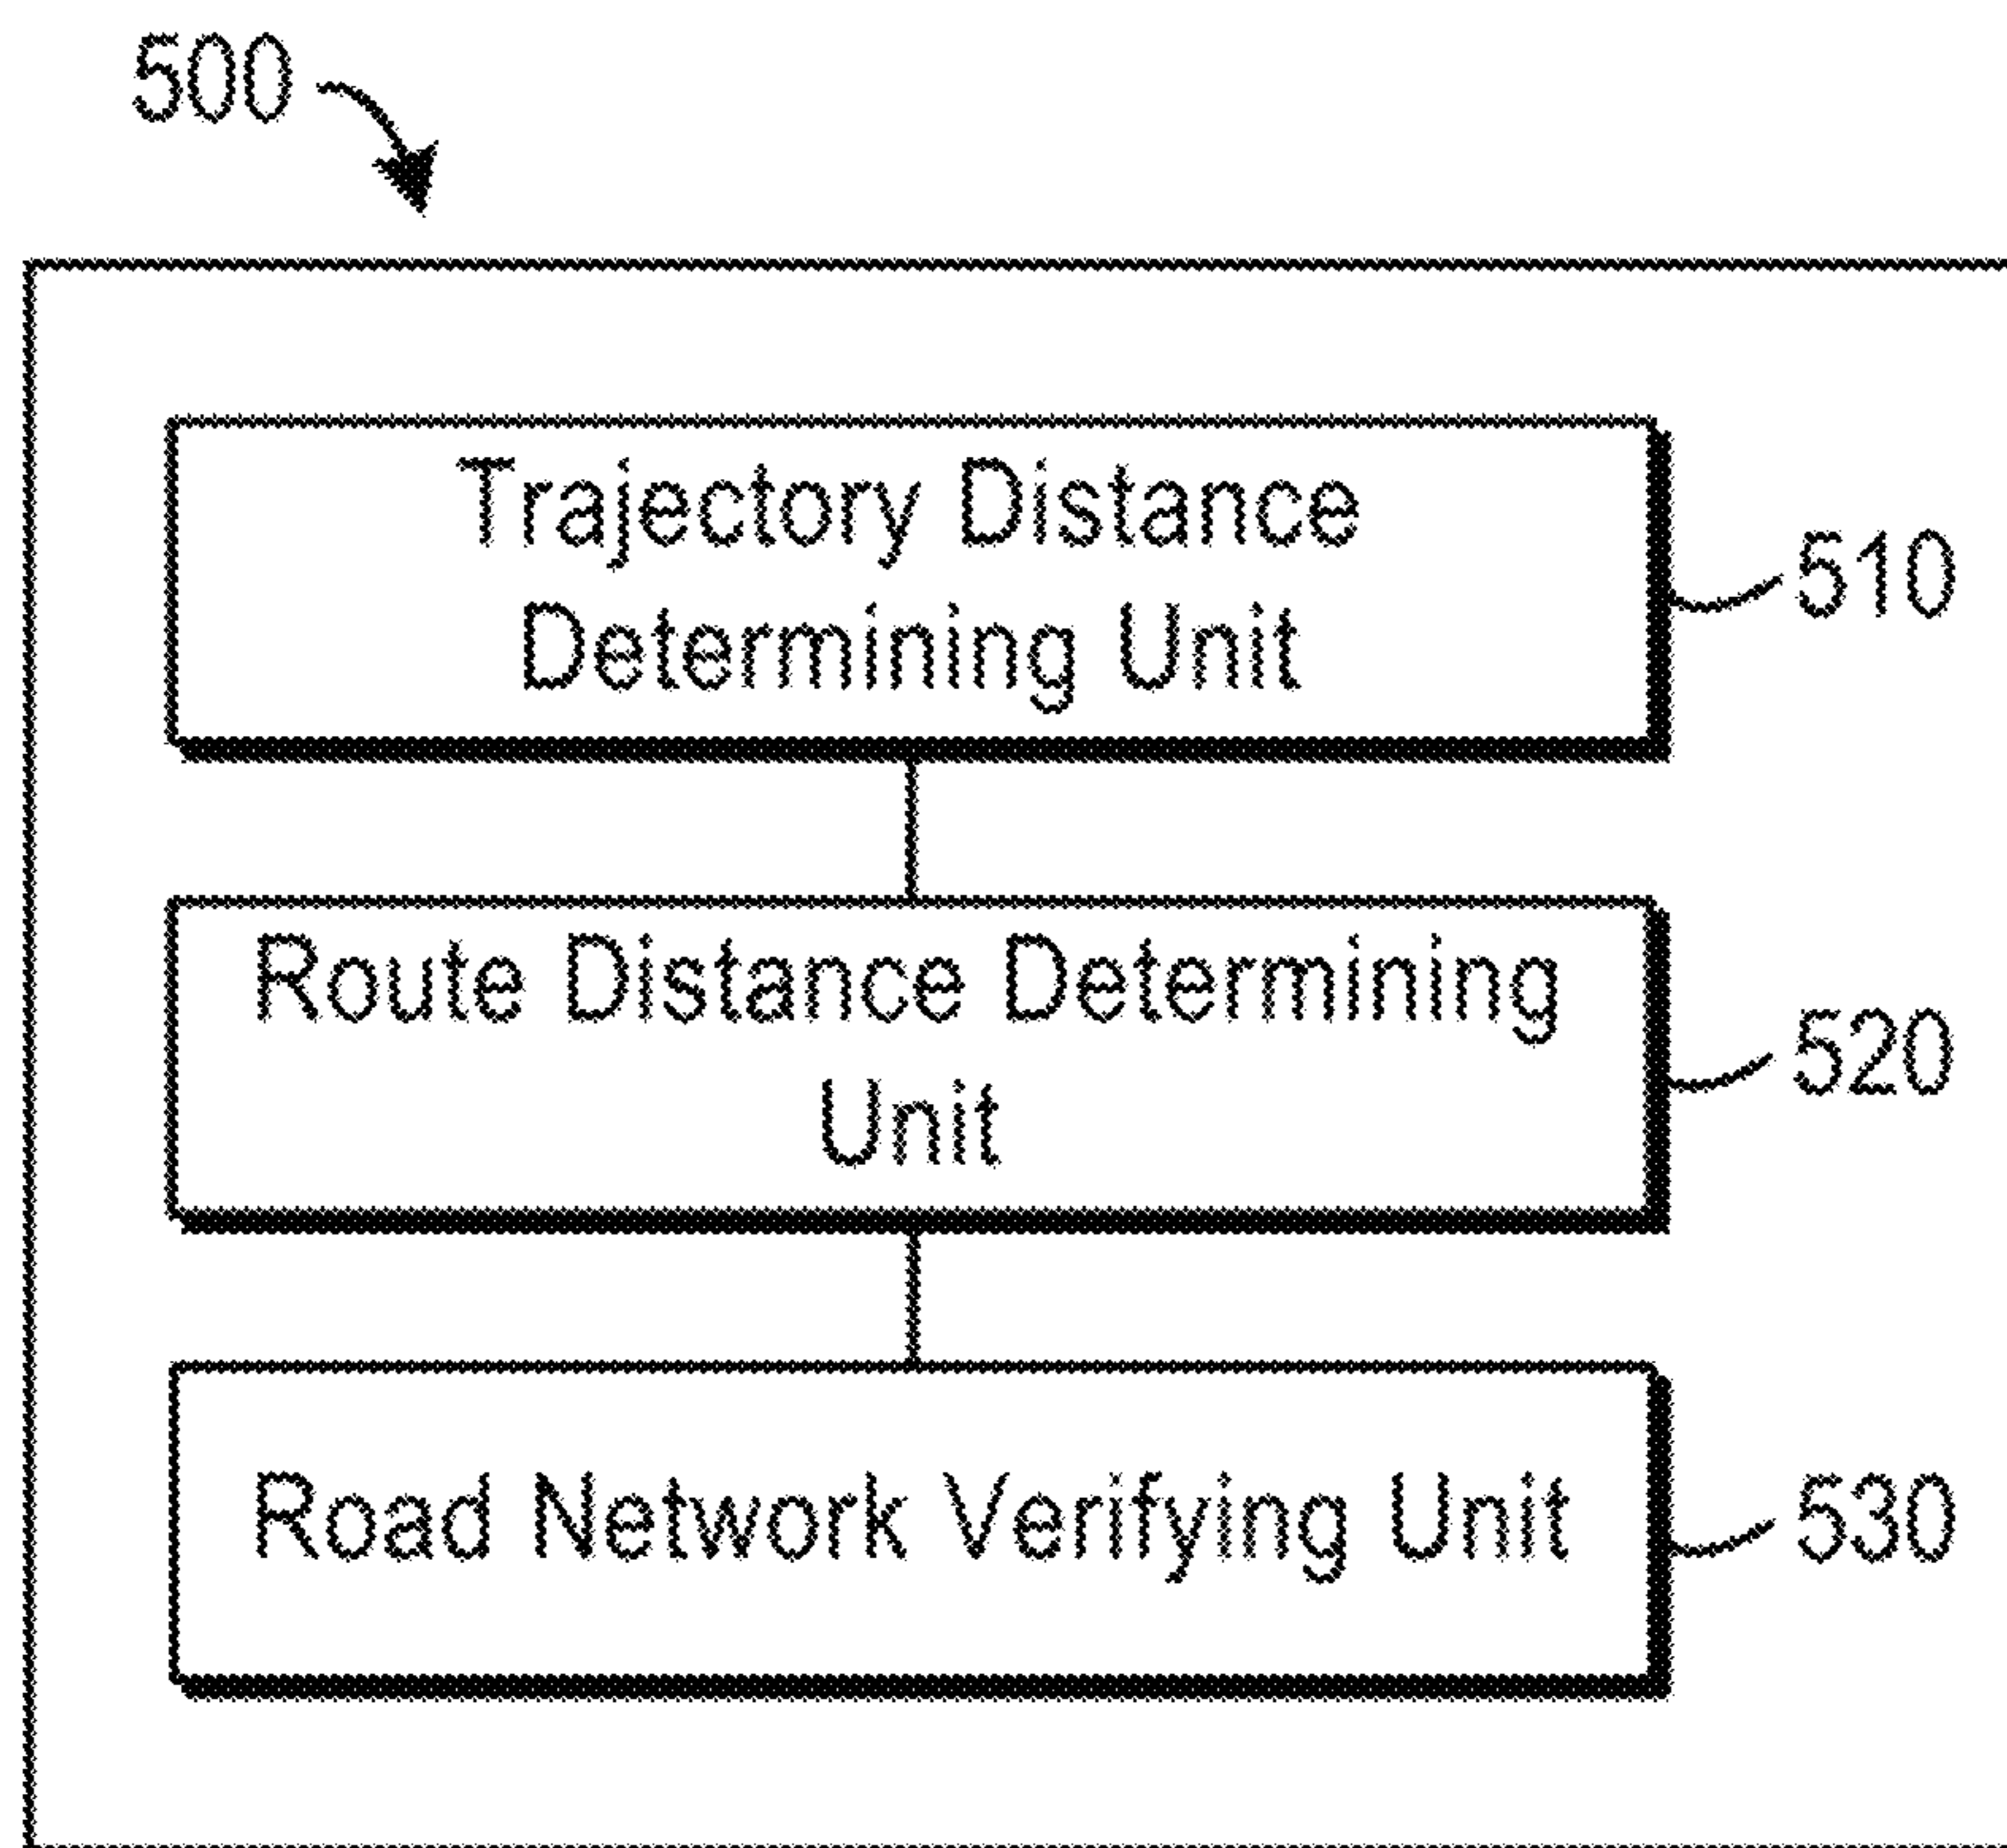 500
Trajectory Distance
Determining Unit
510
Route Distance Determining
Unit
520
Road Network Verifying Unit
530